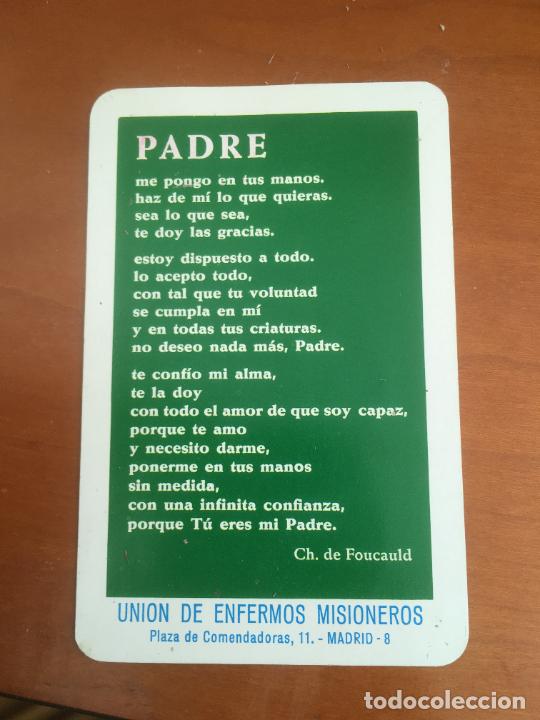 PADRE
me pongo en tus manos.
haz de mí lo que quieras.
sea lo que sea,
te doy las gracias.
estoy dispuesto a todo.
lo acepto todo,
con tal que tu voluntad
se cumpla en mí
y en todas tus criaturas.
no deseo nada más, Padre.
te confío mi alma,
te la doy
con todo el amor de que soy capaz,
porque te amo
y necesito darme,
ponerme en tus manos
sin medida,
con una infinita confianza,
porque Tú eres mi Padre.
Ch. de Foucauld
UNION DE ENFERMOS MISIONEROS
Plaza de Comendadoras, 11. - MADRID - 8
todocoleccion